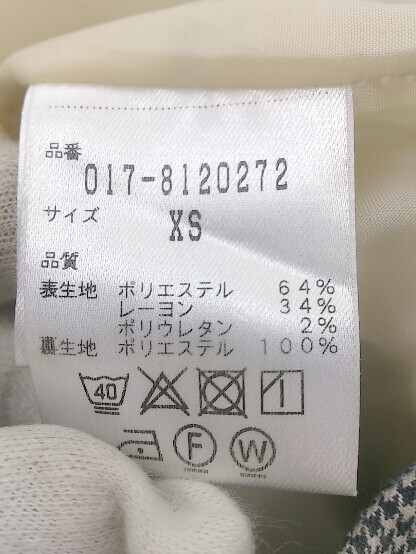 品番
017-8120272
サイズ
XS
品質
表生地 ポリエステル 64%
レーヨン 34%
ポリウレタン 2%
裏生地 ポリエステル 100%
40
F W